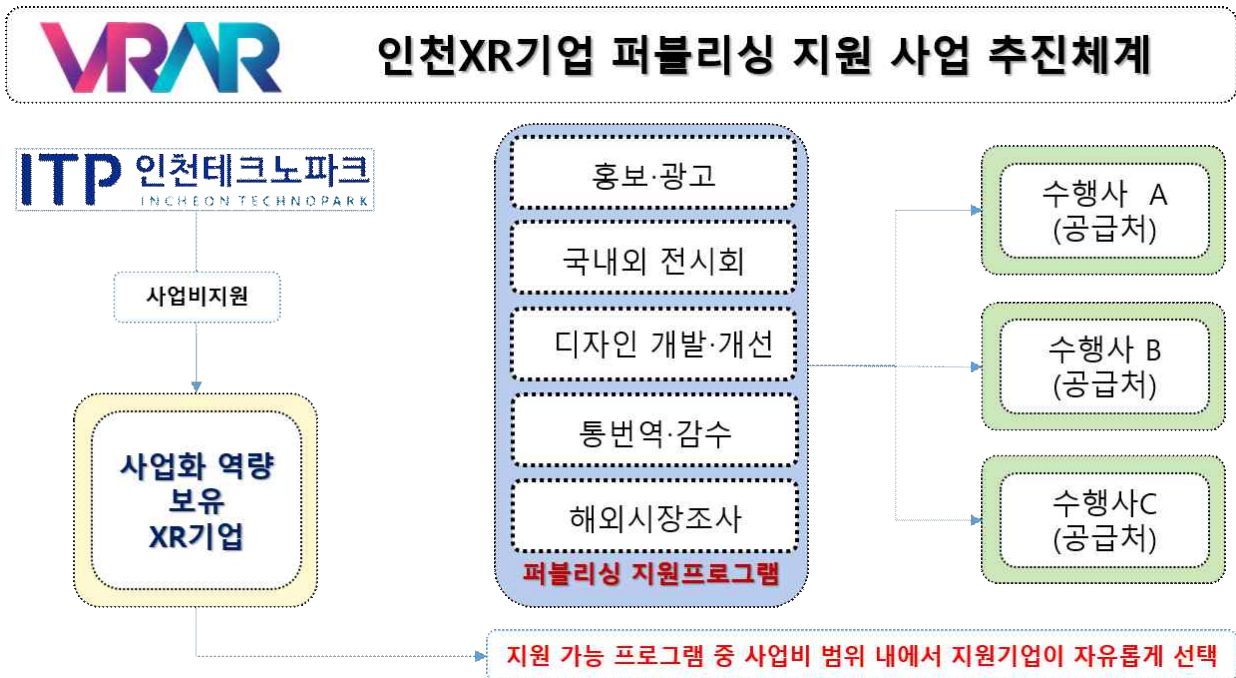 VRAR
인천XR기업 퍼블리싱 지원 사업 추진체계
ITP 인천테크노파크
INCHEON TECHNOPARK
사업비지원
사업화 역량
보유
XR기업
홍보·광고
국내외 전시회
디자인 개발·개선
통번역·감수
해외시장조사
퍼블리싱 지원프로그램
수행사 A
(공급처)
수행사 B
(공급처)
수행사C
(공급처)
지원 가능 프로그램 중 사업비 범위 내에서 지원기업이 자유롭게 선택